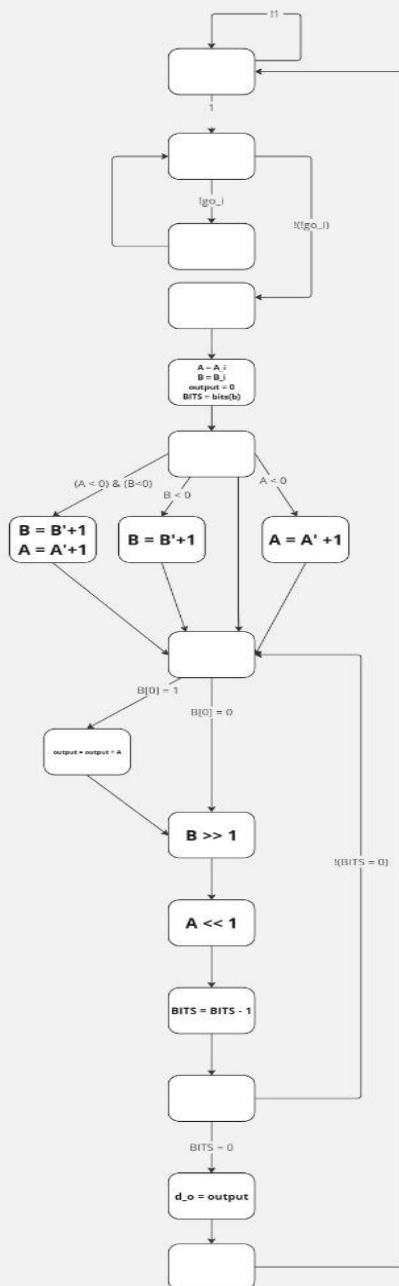 !1
1
!go_i
!(!go_i)
A = A_i
B = B_i
output = 0
BITS = bits(b)
(A < 0) & (B<0)
B < 0
A < 0
B = B'+1
A = A'+1
B = B'+1
A = A' +1
B[0] = 1
B[0] = 0
output = output + A
B >> 1
!(BITS = 0)
A << 1
BITS = BITS - 1
BITS = 0
d_o = output